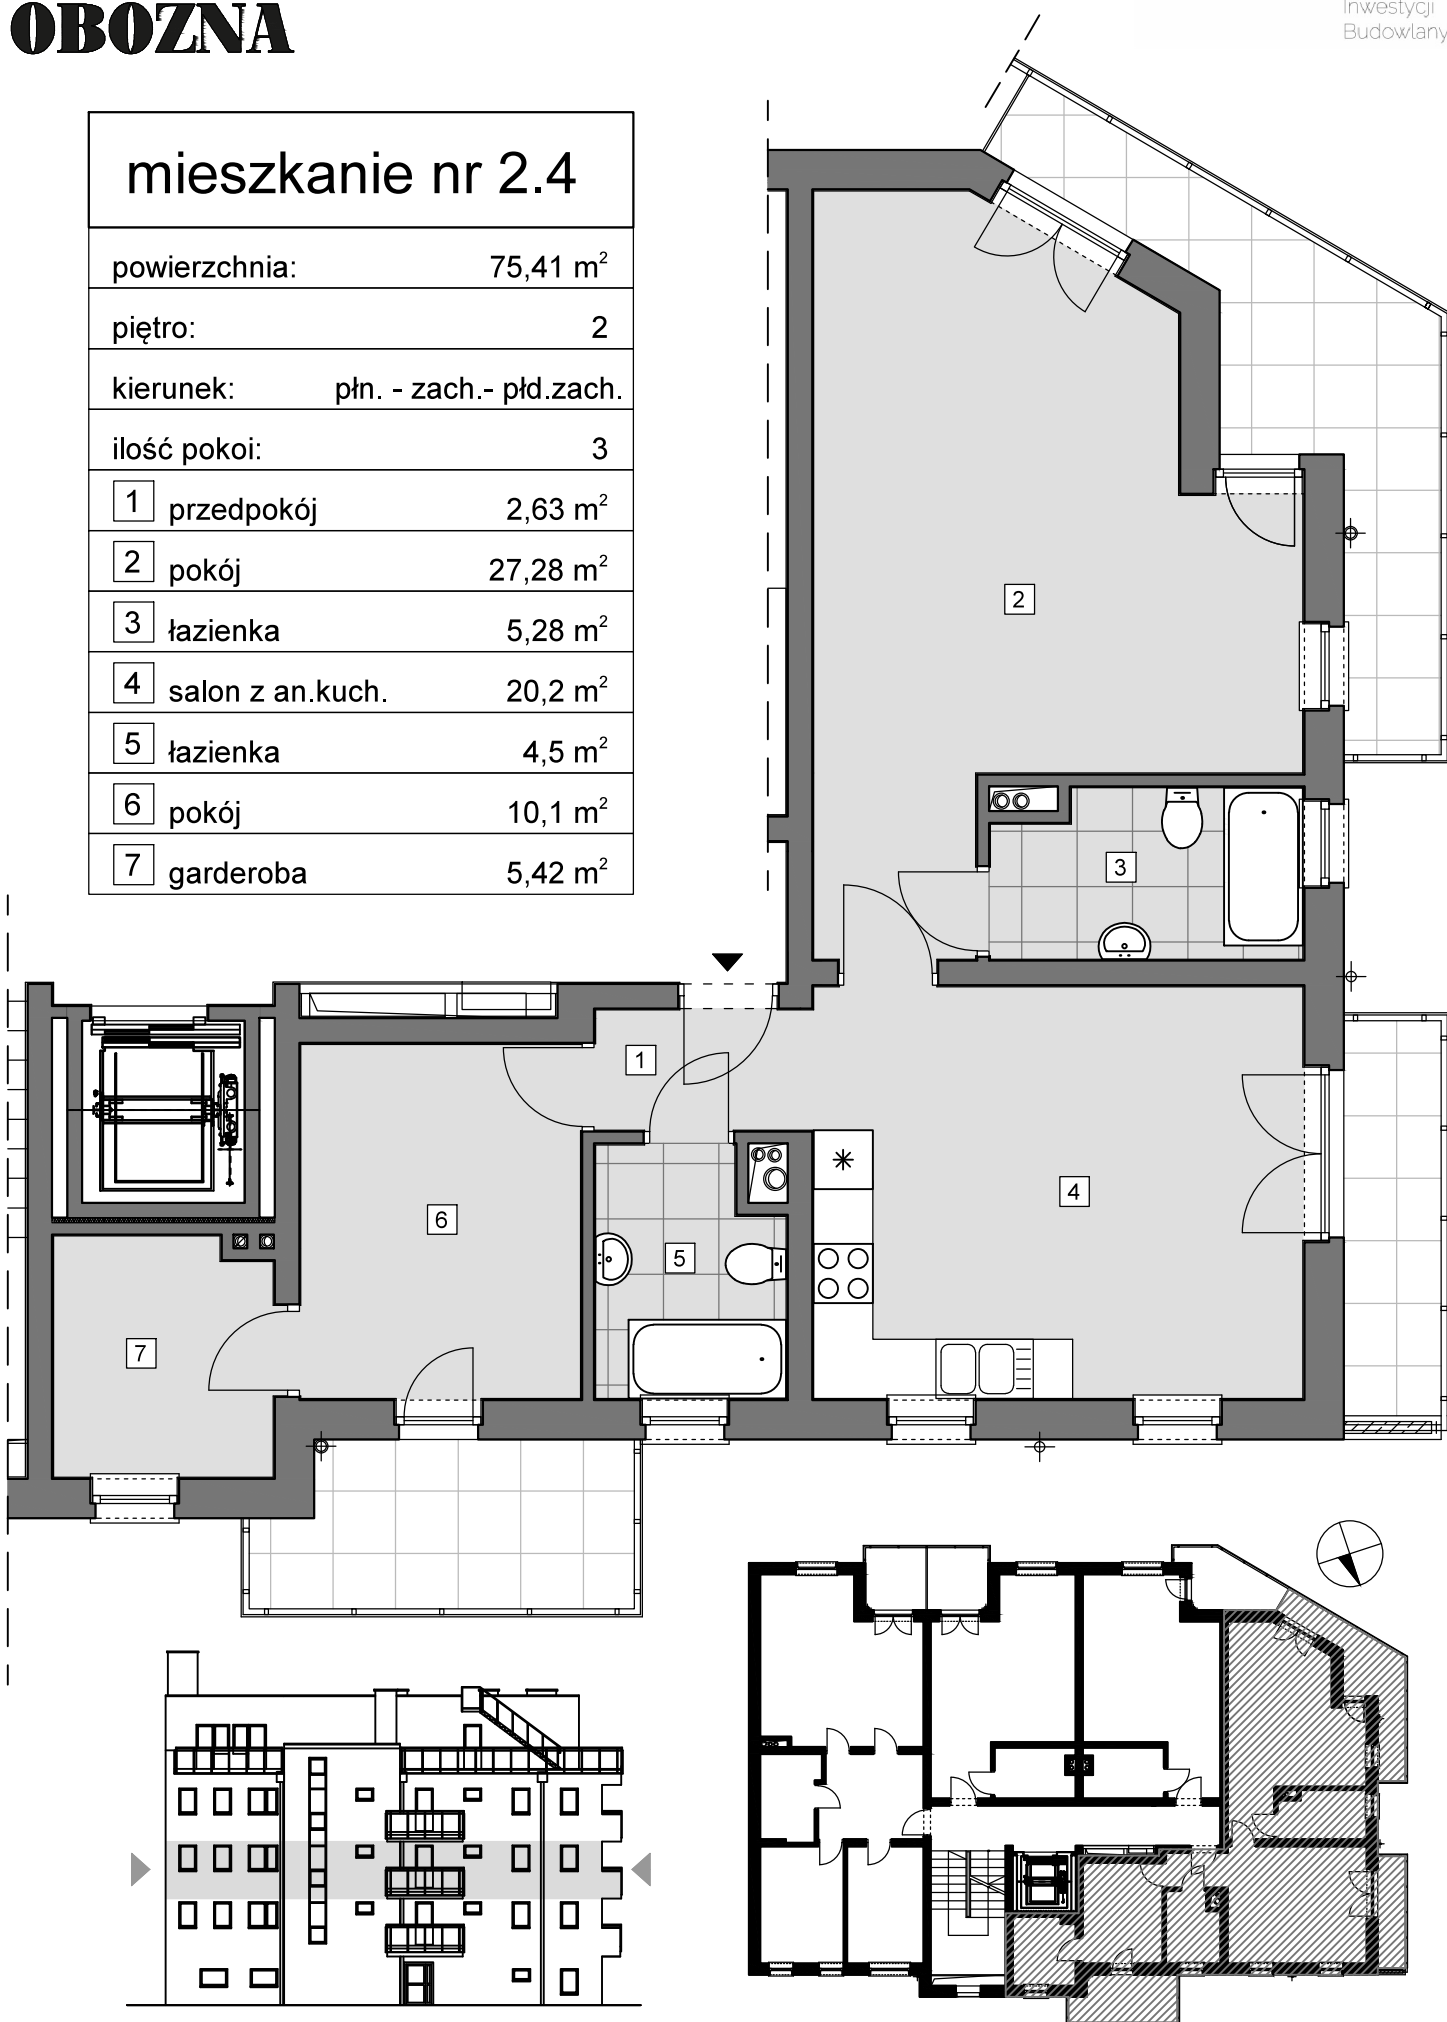 OBOZNA
Inwestycji
Budowlany
mieszkanie nr 2.4
powierzchnia: 75,41 m²
piętro: 2
kierunek: płn. - zach.- płd.zach.
ilość pokoi: 3
1 przedpokój 2,63 m²
2 pokój 27,28 m²
3 łazienka 5,28 m²
4 salon z an.kuch. 20,2 m²
5 łazienka 4,5 m²
6 pokój 10,1 m²
7 garderoba 5,42 m²
2
3
1
4
6
5
7